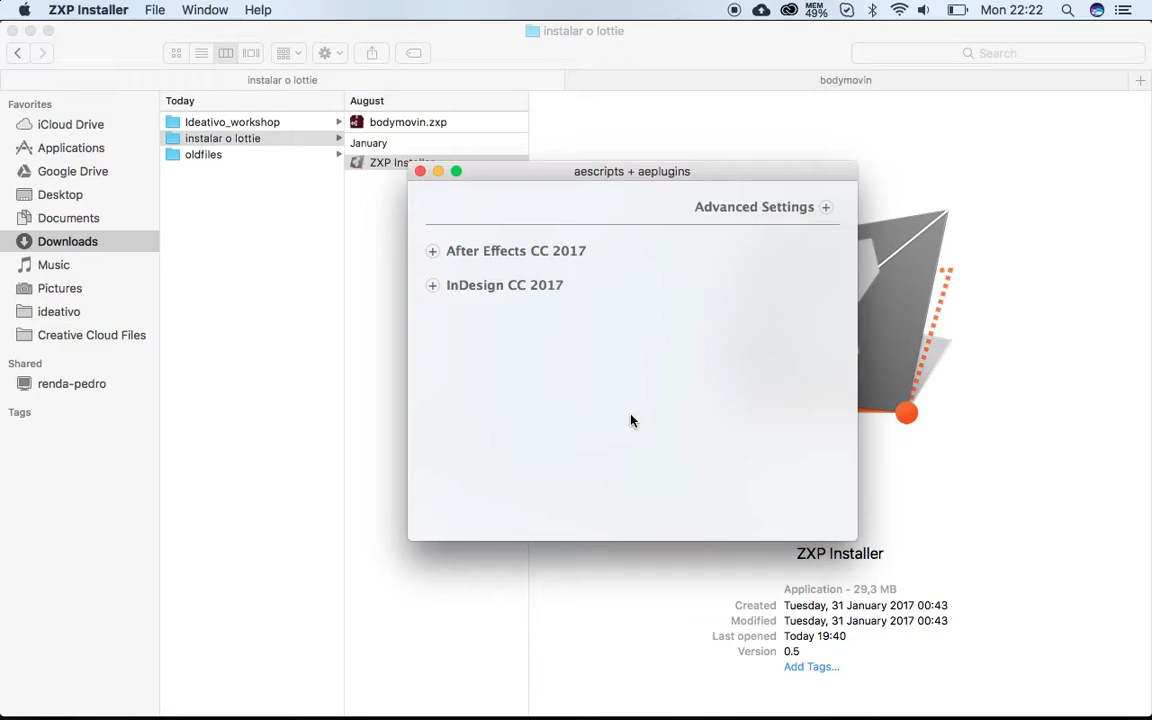 ZXP Installer File Window Help MEM 49% Mon 22:22
instalar o lottie
Search
instalar o lottie bodymovin
Favorites
iCloud Drive
Applications
Google Drive
Desktop
Documents
Downloads
Music
Pictures
ideativo
Creative Cloud Files
Shared
renda-pedro
Tags
Today
Ideativo_workshop
instalar o lottie
oldfiles
August
bodymovin.zxp
January
ZXP
aescripts + aeplugins
Advanced Settings
After Effects CC 2017
InDesign CC 2017
ZXP Installer
Application - 29,3 MB
Created Tuesday, 31 January 2017 00:43
Modified Tuesday, 31 January 2017 00:43
Last opened Today 19:40
Version 0.5
Add Tags...